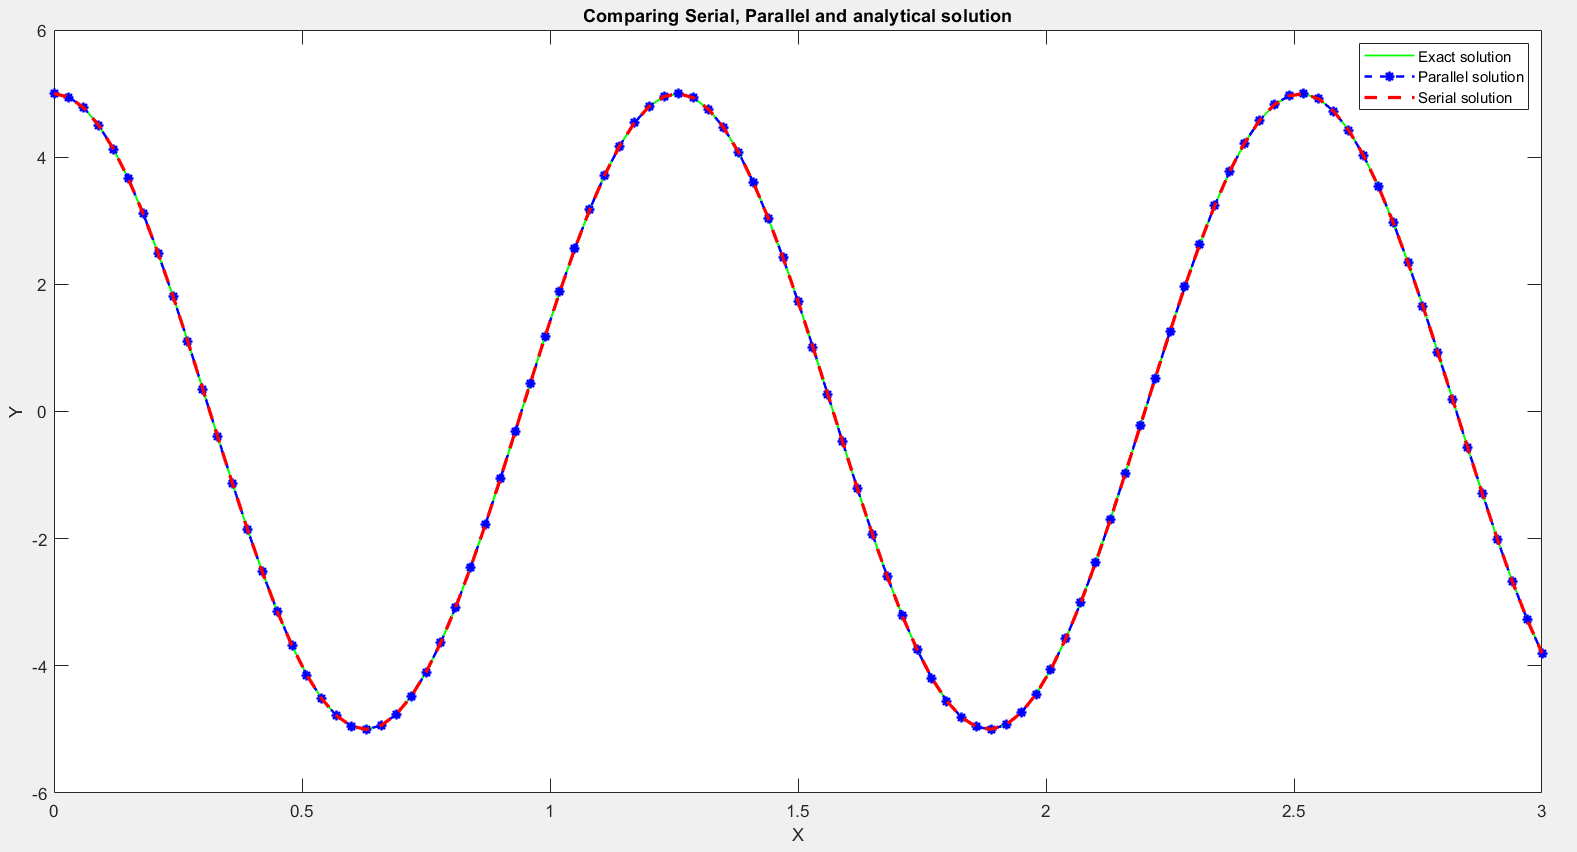 Comparing Serial, Parallel and analytical solution
Exact solution
Parallel solution
Serial solution
6
4
2
0
-2
-4
-6
Y
0
0.5
1
1.5
2
2.5
3
X